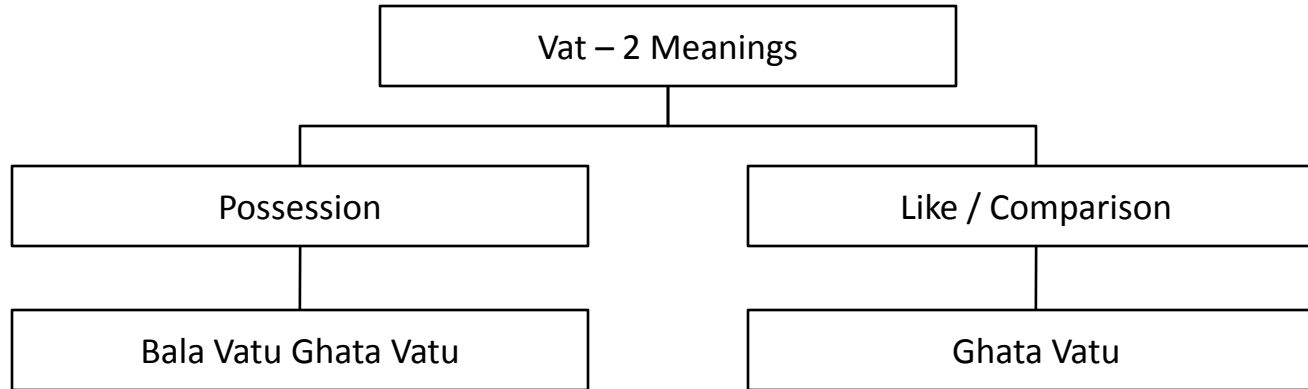 Vat – 2 Meanings
Possession
Like / Comparison
Bala Vatu Ghata Vatu
Ghata Vatu